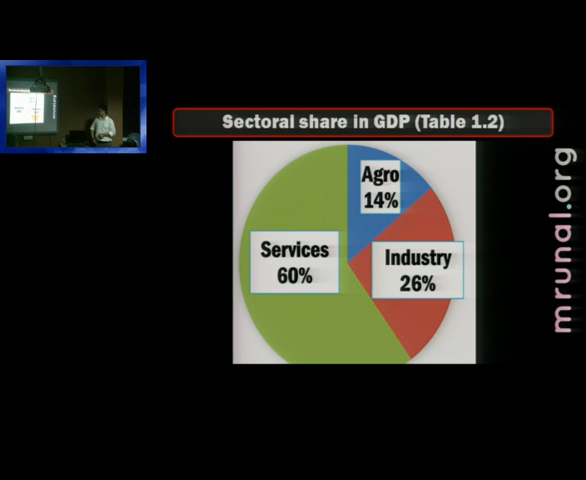 Sectoral share in GDP (Table 1.2)
Agro
14%
Services
60%
Industry
26%
mrunal.org